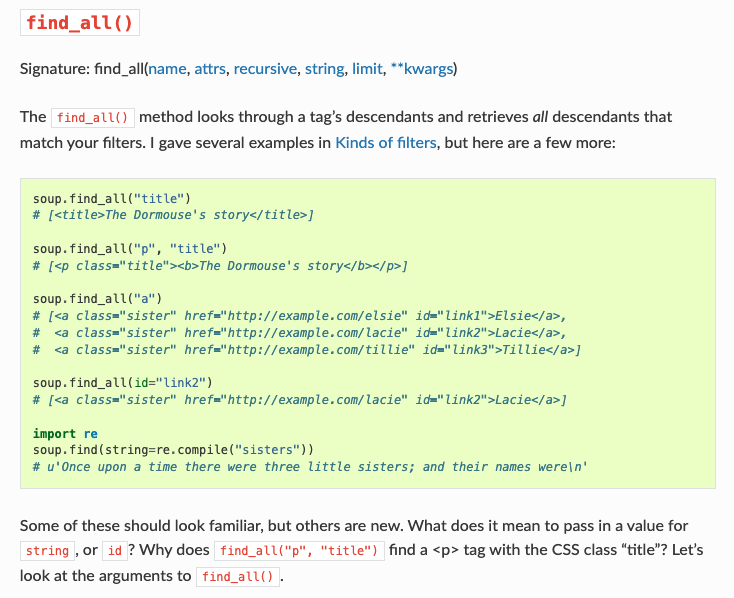 find_all()
Signature: find_all(name, attrs, recursive, string, limit, **kwargs)
The find_all() method looks through a tag’s descendants and retrieves all descendants that
match your filters. I gave several examples in Kinds of filters, but here are a few more:
soup.find_all("title")
# [<title>The Dormouse's story</title>]
soup.find_all("p", "title")
# [<p class="title"><b>The Dormouse's story</b></p>]
soup.find_all("a")
# [<a class="sister" href="http://example.com/elsie" id="link1">Elsie</a>,
#  <a class="sister" href="http://example.com/lacie" id="link2">Lacie</a>,
#  <a class="sister" href="http://example.com/tillie" id="link3">Tillie</a>]
soup.find_all(id="link2")
# [<a class="sister" href="http://example.com/lacie" id="link2">Lacie</a>]
import re
soup.find(string=re.compile("sisters"))
# u'Once upon a time there were three little sisters; and their names were\n'
Some of these should look familiar, but others are new. What does it mean to pass in a value for
string, or id? Why does find_all("p", "title") find a <p> tag with the CSS class “title”? Let’s
look at the arguments to find_all().